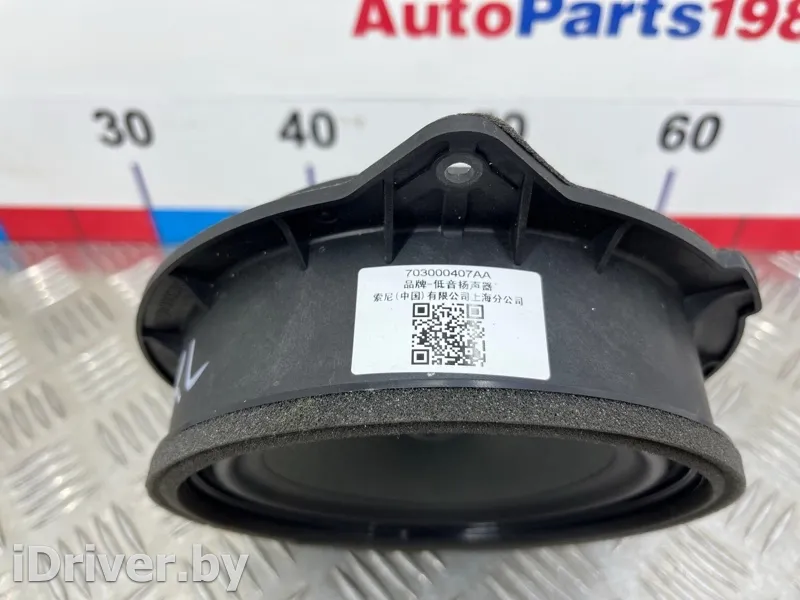 AutoParts198
30 40 60
703000407AA
品牌-低音扬声器
索尼(中国)有限公司上海分公司
iDriver.by